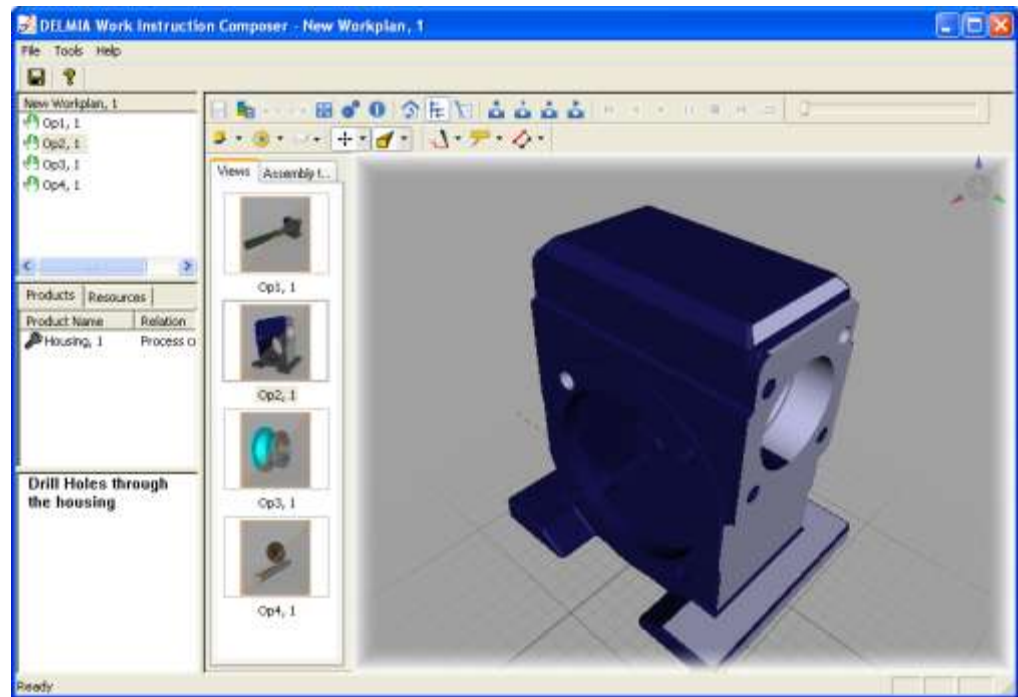 DELMIA Work Instruction Composer - New Workplan, 1
File Tools Help
New Workplan, 1
Op1, 1
Op2, 1
Op3, 1
Op4, 1
Products Resources
Product Name Relation
Housing, 1 Process
Drill Holes through
the housing
Views Assembly
Op1, 1
Op2, 1
Op3, 1
Op4, 1
Ready